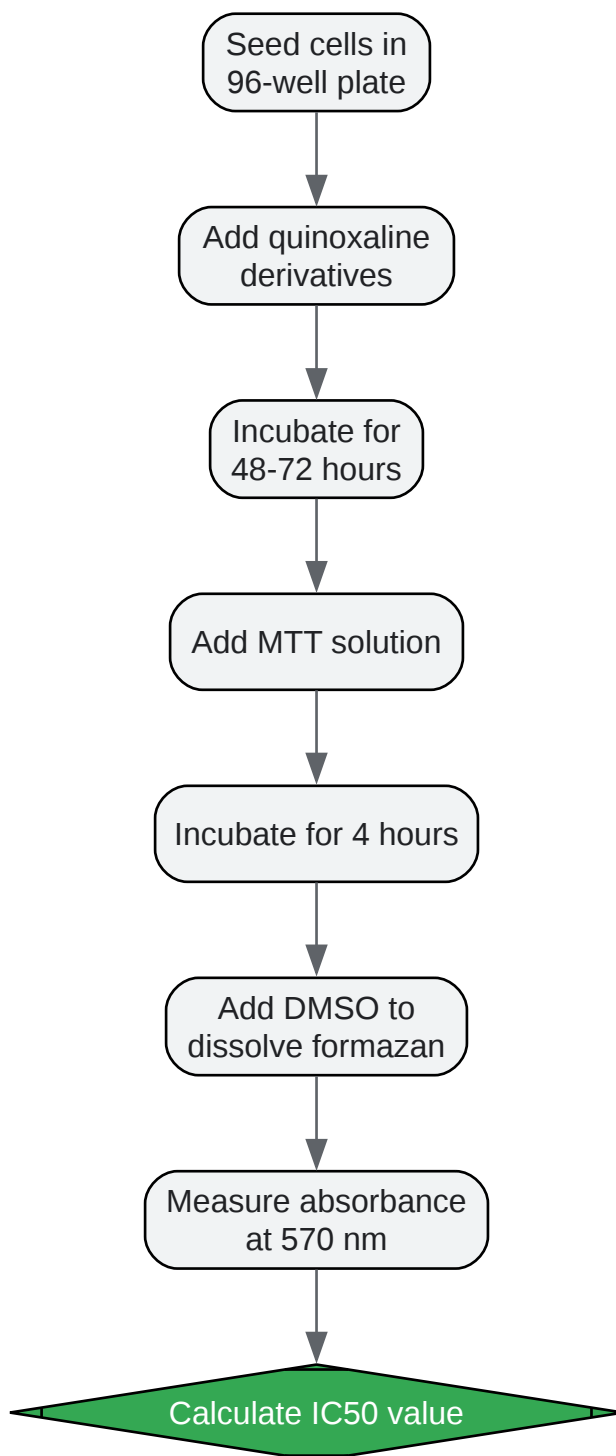 Seed cells in
96-well plate
Add quinoxaline
derivatives
Incubate for
48-72 hours
Add MTT solution
Incubate for 4 hours
Add DMSO to
dissolve formazan
Measure absorbance
at 570 nm
Calculate IC50 value